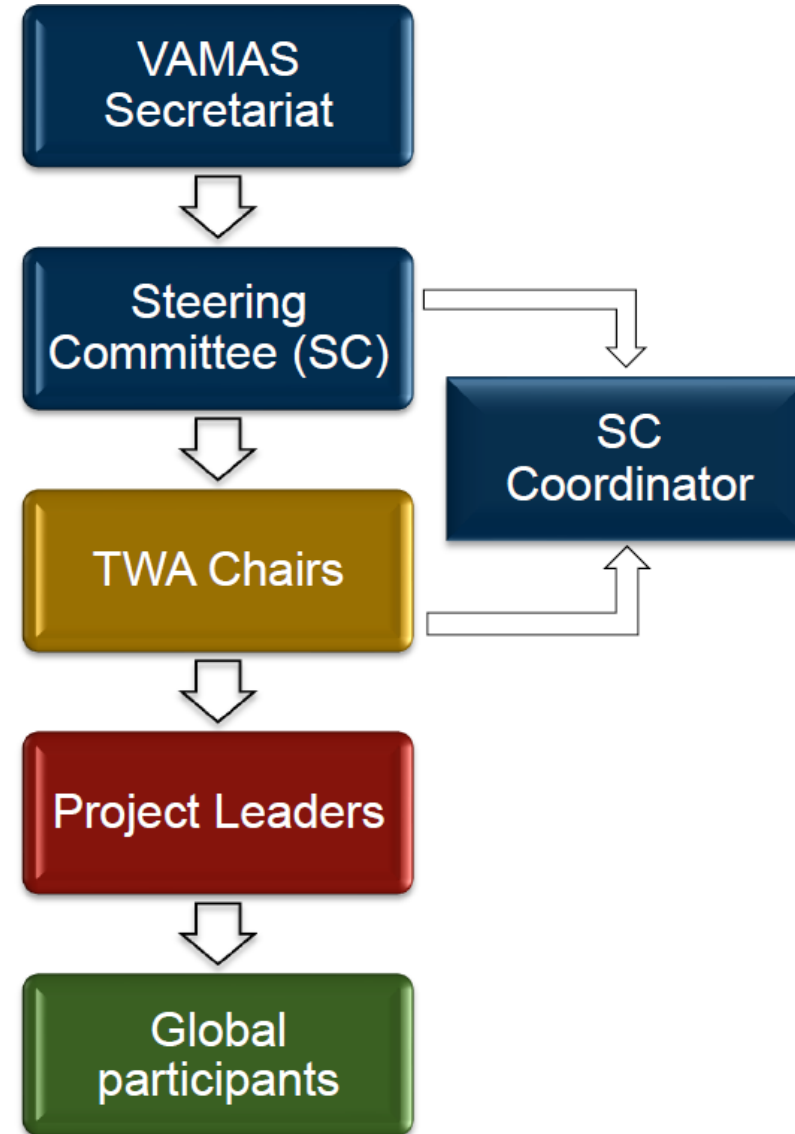 VAMAS
Secretariat
Steering
Committee (SC)
SC
Coordinator
TWA Chairs
Project Leaders
Global
participants